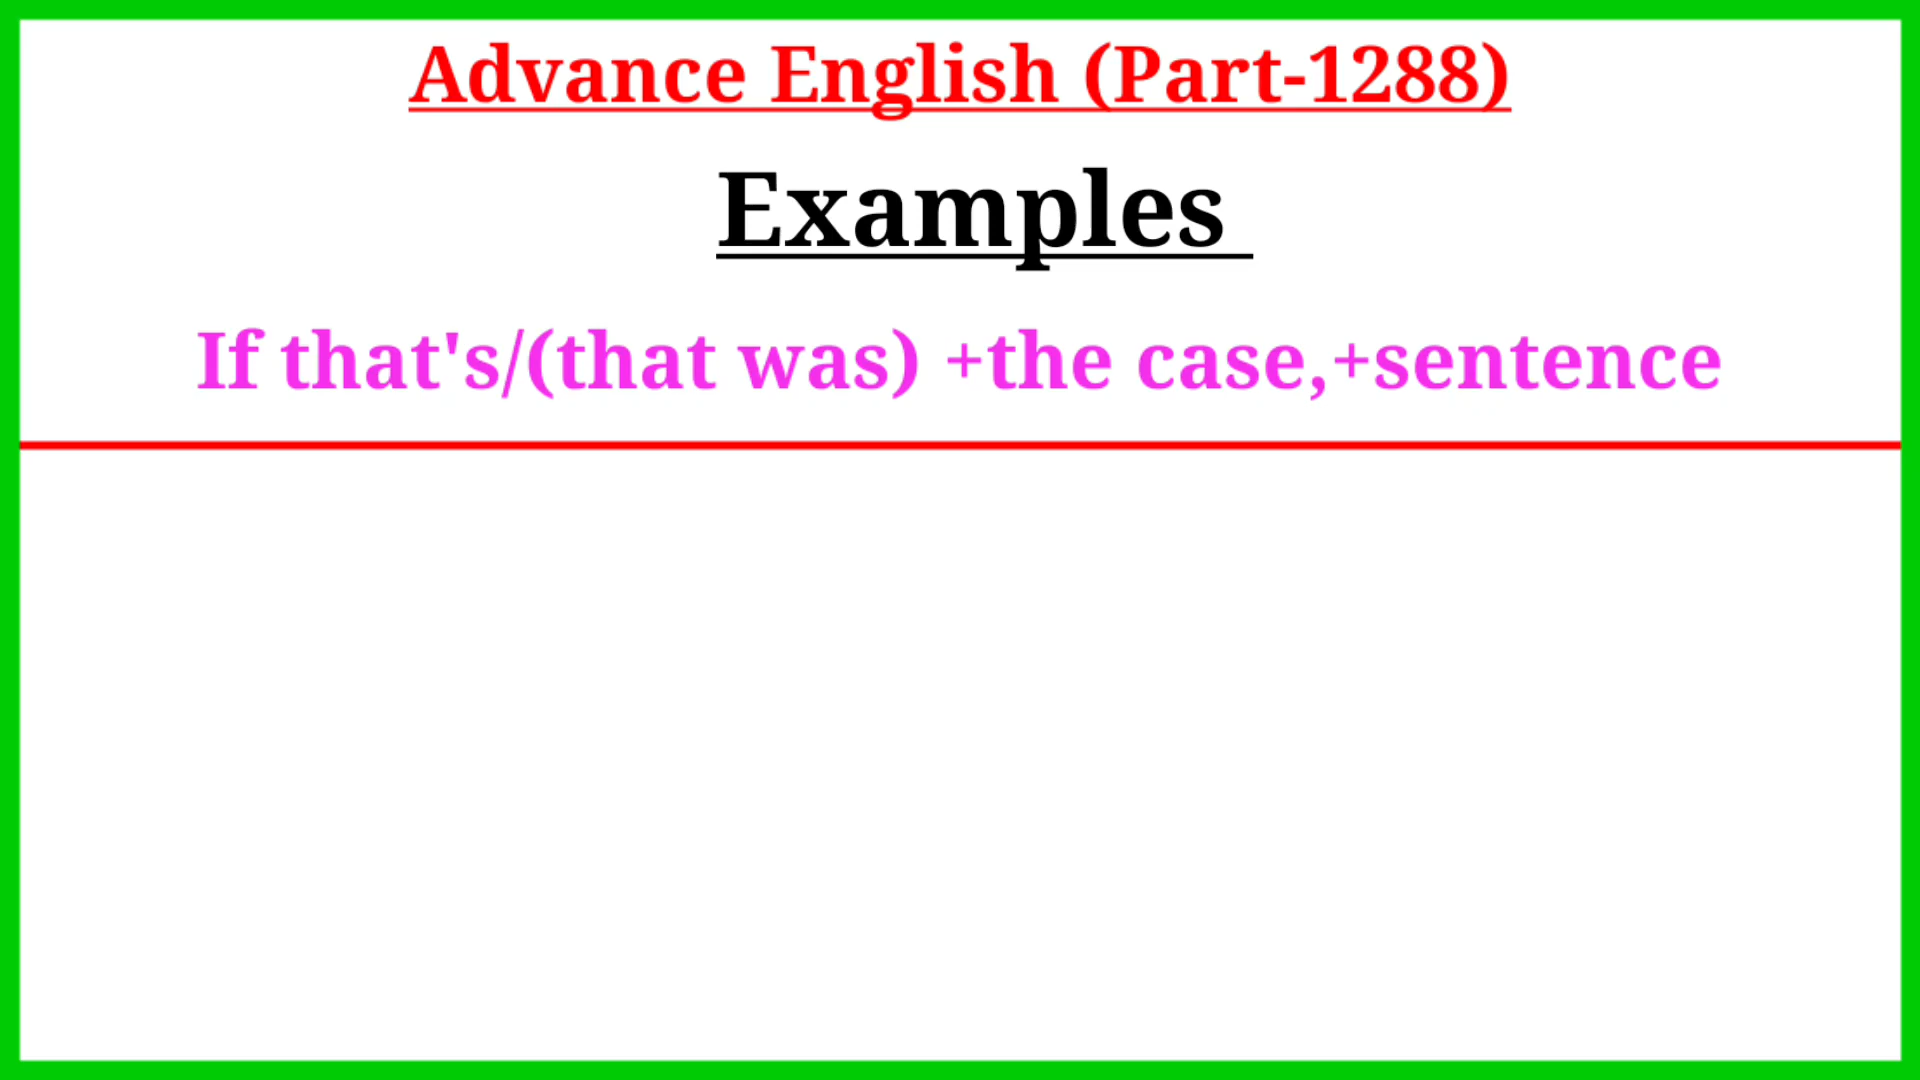 Advance English (Part-1288)
Examples
If that's/(that was) +the case,+sentence